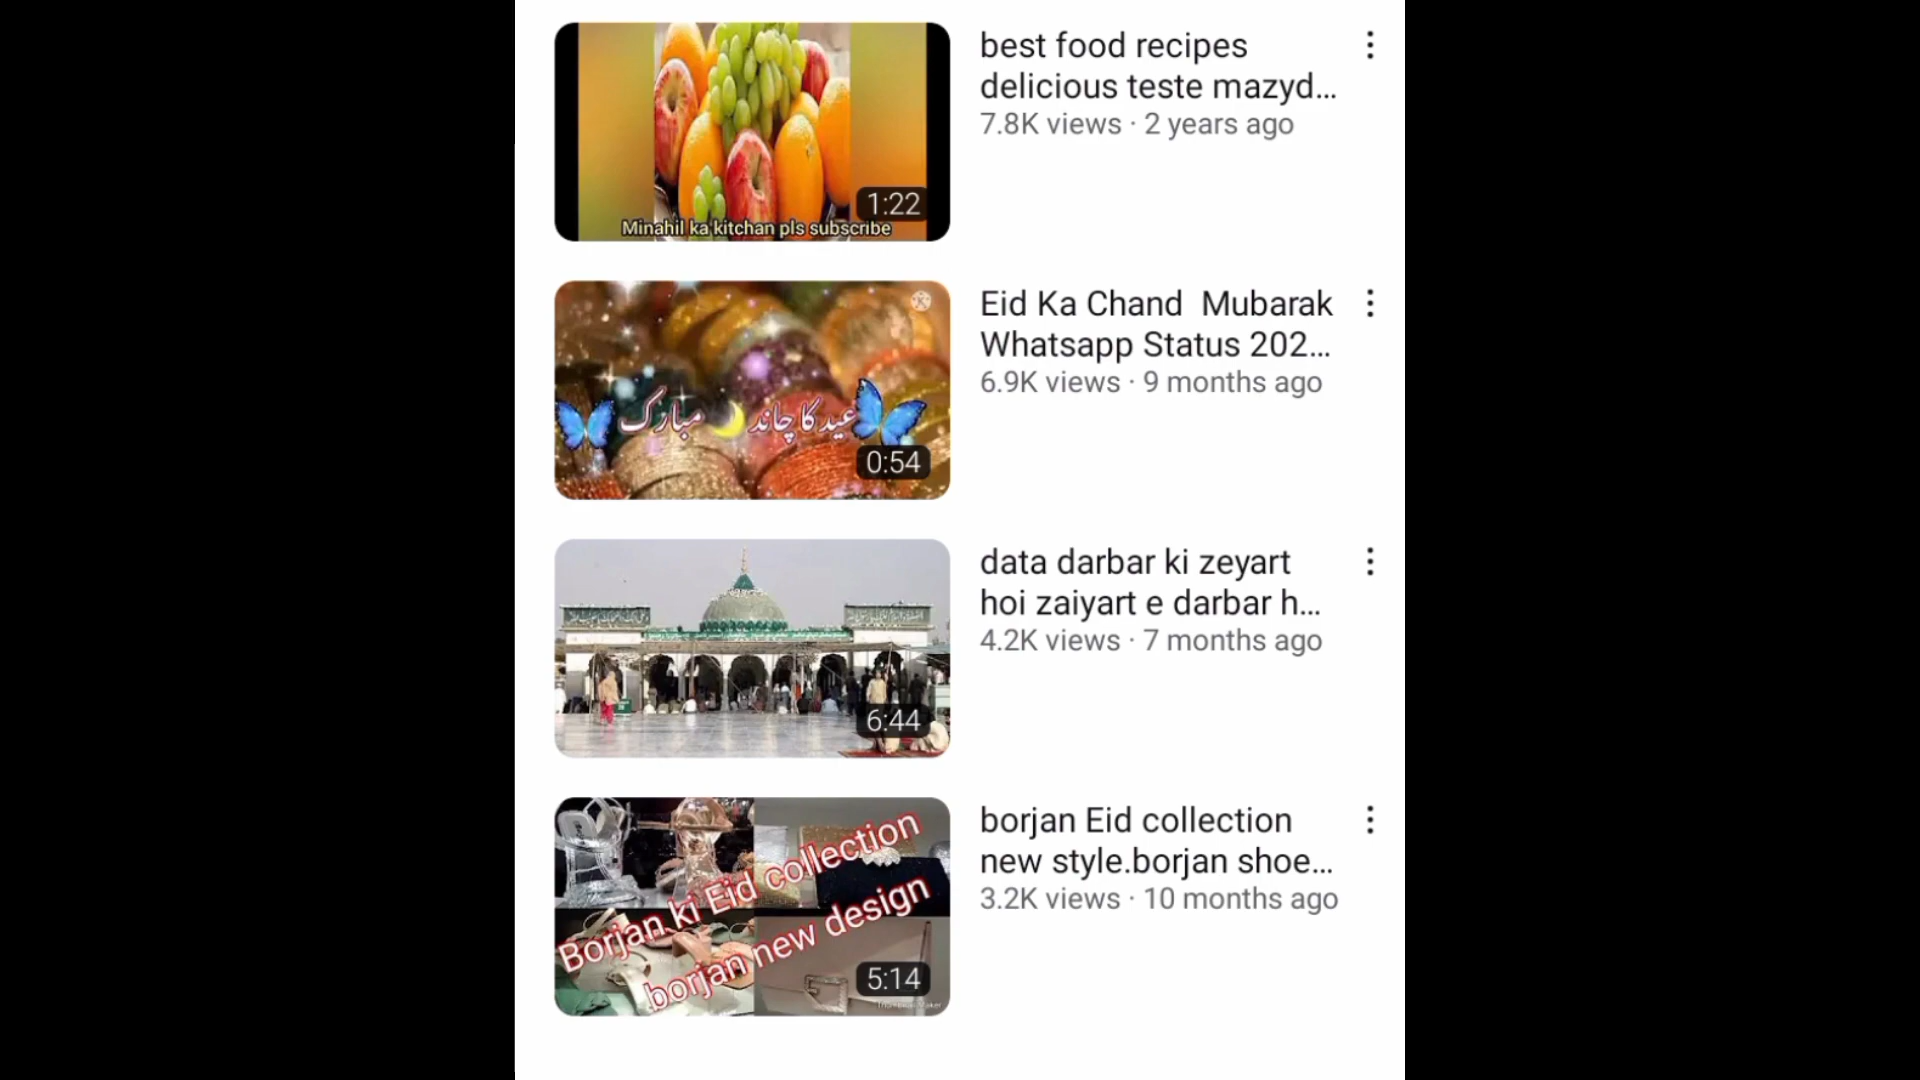 best food recipes
delicious teste mazyd...
7.8K views · 2 years ago
1:22
Minahil ka kitchan pls subscribe
Eid Ka Chand  Mubarak
Whatsapp Status 202...
6.9K views · 9 months ago
عید کا چاند 🌙 مبارک
0:54
data darbar ki zeyart
hoi zaiyart e darbar h...
4.2K views · 7 months ago
6:44
borjan Eid collection
new style.borjan shoe...
3.2K views · 10 months ago
Borjan ki Eid collection
borjan new design
5:14